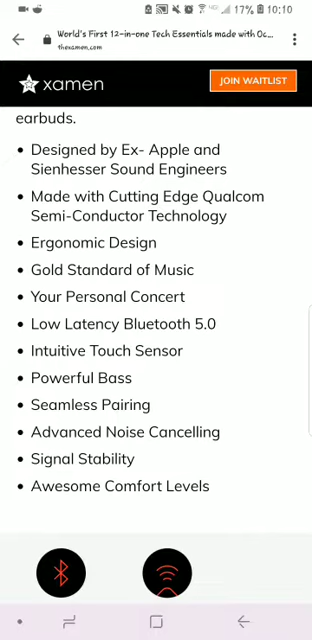 17% 10:10
World's First 12-in-one Tech Essentials made with Oc...
thexamen.com
xamen
JOIN WAITLIST
earbuds.
• Designed by Ex- Apple and
Sienhesser Sound Engineers
• Made with Cutting Edge Qualcom
Semi-Conductor Technology
• Ergonomic Design
• Gold Standard of Music
• Your Personal Concert
• Low Latency Bluetooth 5.0
• Intuitive Touch Sensor
• Powerful Bass
• Seamless Pairing
• Advanced Noise Cancelling
• Signal Stability
• Awesome Comfort Levels